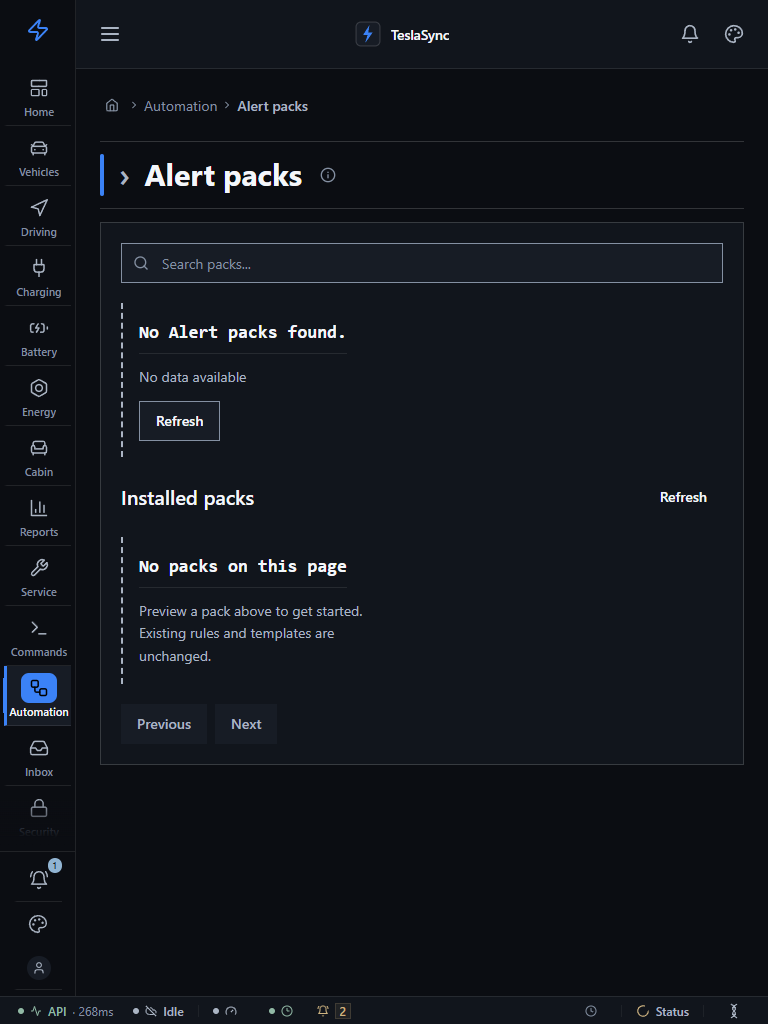 TeslaSync
Home
Vehicles
Driving
Charging
Battery
Energy
Cabin
Reports
Service
Commands
Automation
Inbox
Security
1
Automation
Alert packs
Alert packs
Search packs...
No Alert packs found.
No data available
Refresh
Installed packs
Refresh
No packs on this page
Preview a pack above to get started.
Existing rules and templates are
unchanged.
Previous
Next
API · 268ms
Idle
2
Status